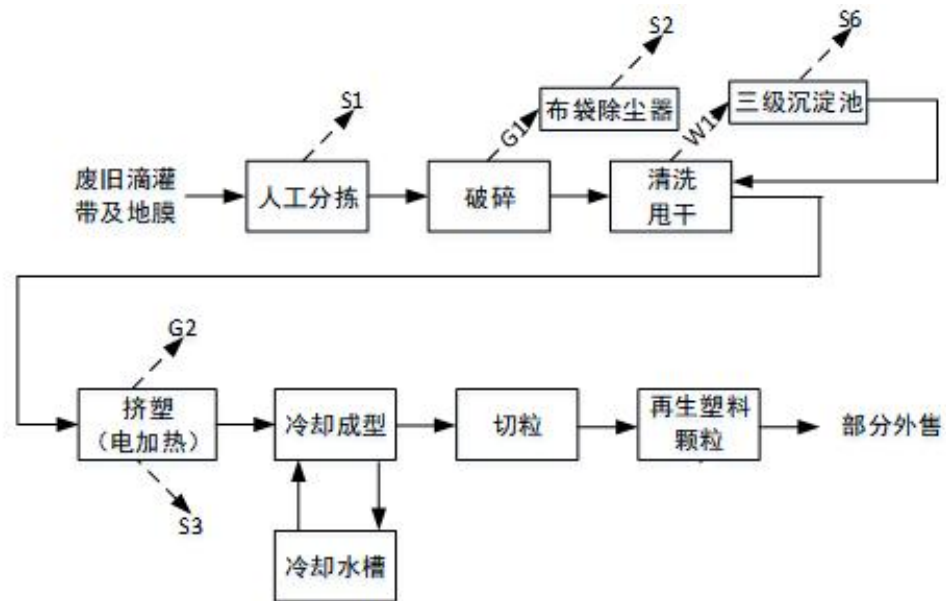 S1
S2
S6
G1
布袋除尘器
W1
三级沉淀池
废旧滴灌
带及地膜
人工分拣
破碎
清洗
甩干
G2
挤塑
（电加热）
冷却成型
切粒
再生塑料
颗粒
部分外售
S3
冷却水槽